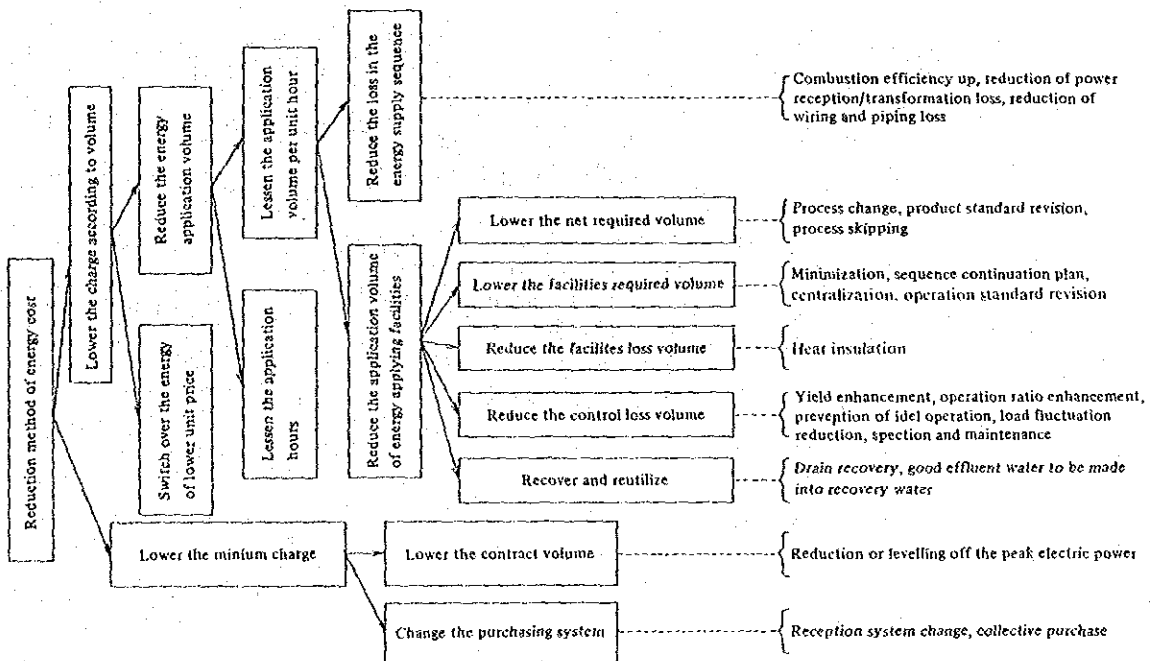 Reduction method of energy cost
Lower the charge according to volume
Reduce the energy
application volume
Switch over the energy
of lower unit price
Lessen the application
volume per unit hour
Lessen the application
hours
Reduce the loss in the
energy supply sequence
Reduce the application volume
of energy applying facilities
Combustion efficiency up, reduction of power
reception/transformation loss, reduction of
wiring and piping loss
Lower the net required volume
Process change, product standard revision,
process skipping
Lower the facilities required volume
Minimization, sequence continuation plan,
centralization, operation standard revision
Reduce the facilites loss volume
Heat insulation
Reduce the control loss volume
Yield enhancement, operation ratio enhancement,
prevention of idel operation, load fluctuation
reduction, spection and maintenance
Recover and reutilize
Drain recovery, good effluent water to be made
into recovery water
Lower the minium charge
Lower the contract volume
Reduction or levelling off the peak electric power
Change the purchasing system
Reception system change, collective purchase